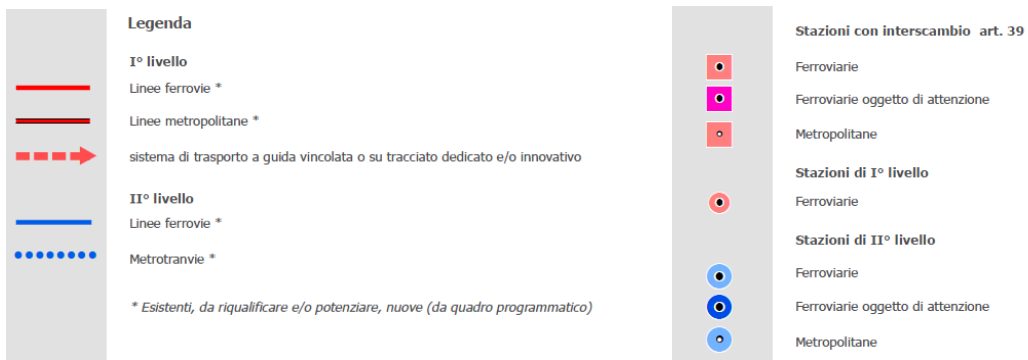 Legenda
I° livello
Linee ferrovie *
Linee metropolitane *
sistema di trasporto a guida vincolata o su tracciato dedicato e/o innovativo
II° livello
Linee ferrovie *
Metrotranvie *
* Esistenti, da riqualificare e/o potenziare, nuove (da quadro programmatico)
Stazioni con interscambio art. 39
Ferroviarie
Ferroviarie oggetto di attenzione
Metropolitane
Stazioni di I° livello
Ferroviarie
Stazioni di II° livello
Ferroviarie
Ferroviarie oggetto di attenzione
Metropolitane